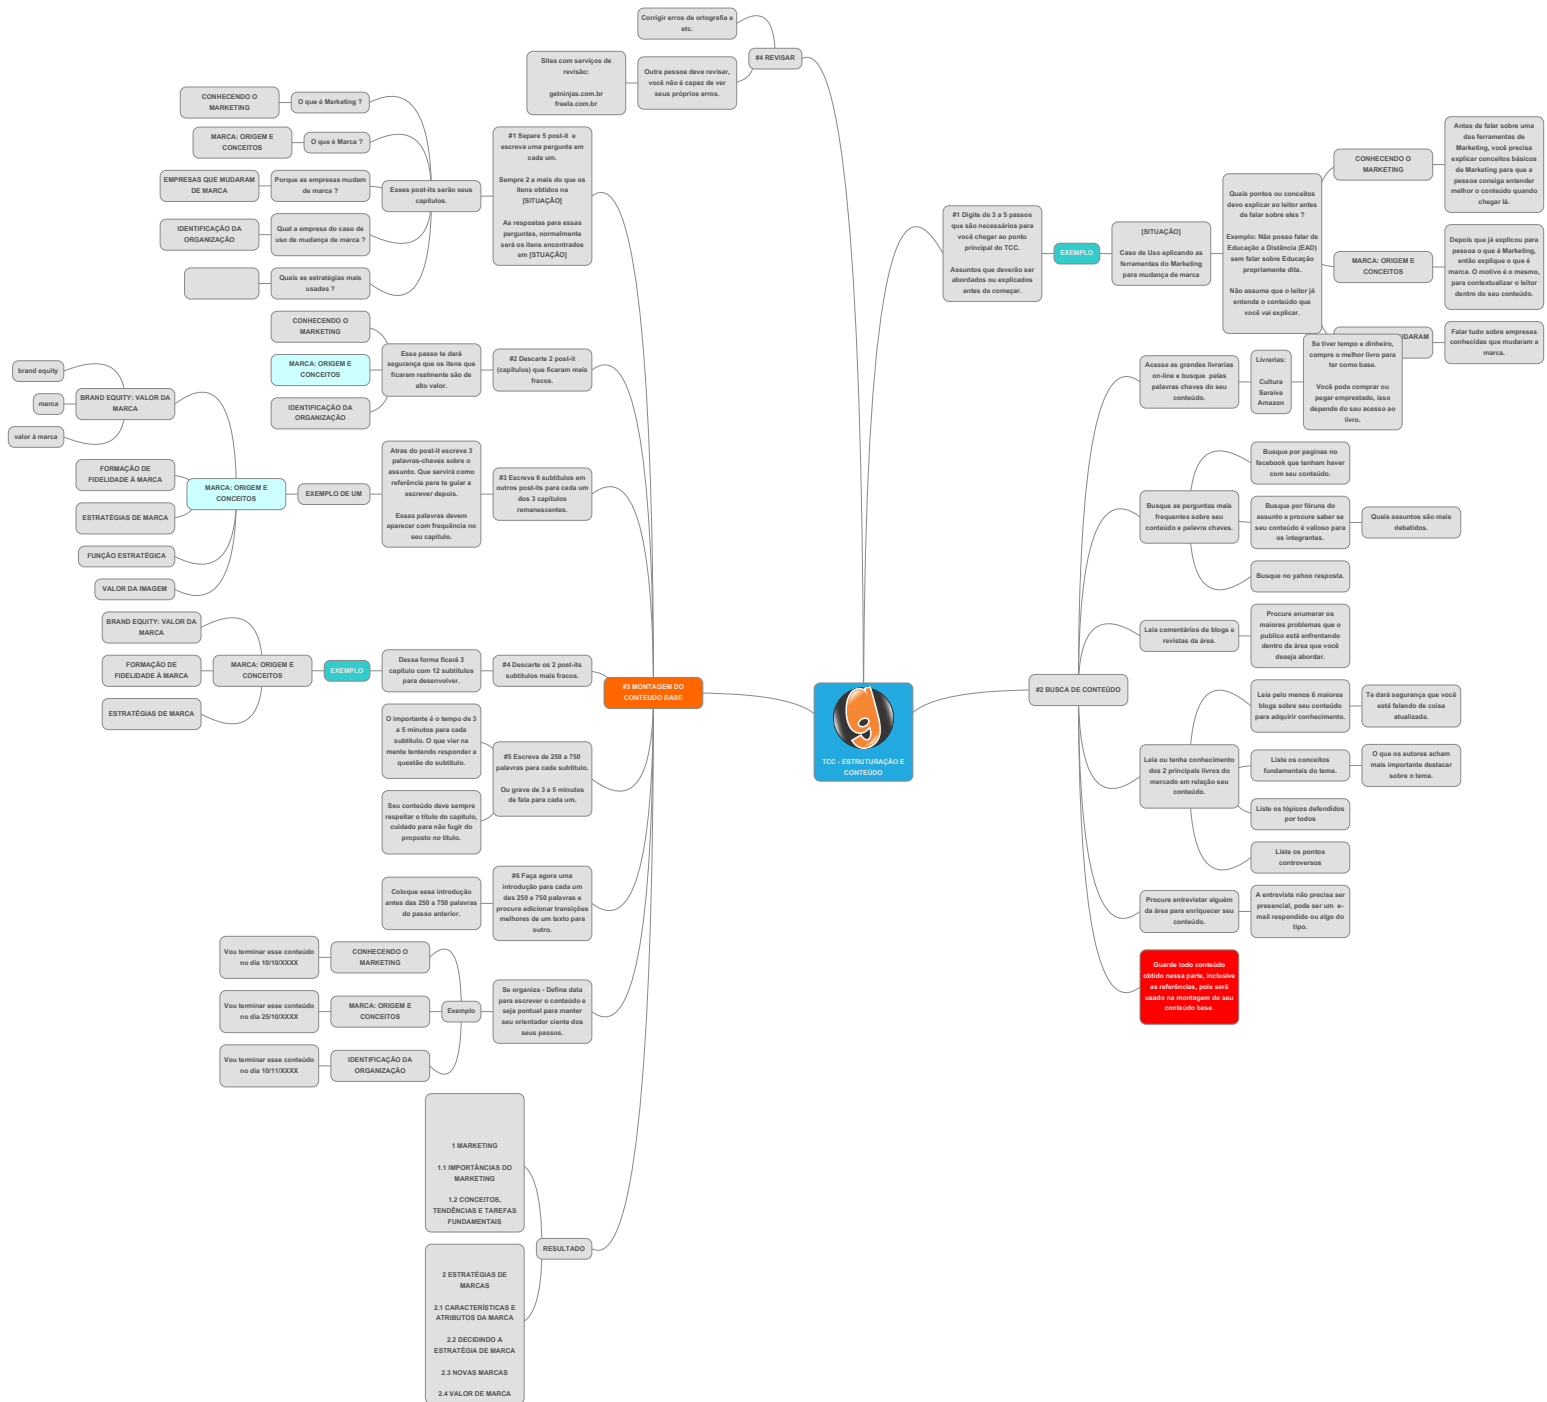 TCC - ESTRUTURAÇÃO E
CONTEÚDO
#1 Digite de 3 a 5 passos
que são necessários para
você chegar ao ponto
principal do TCC.
Assuntos que deverão ser
abordados ou explicados
antes de começar.
EXEMPLO
[SITUAÇÃO]
Caso de Uso aplicando as
ferramentas do Marketing
para mudança de marca
Quais pontos ou conceitos
devo explicar ao leitor antes
de falar sobre eles ?
Exemplo: Não posso falar de
Educação a Distância (EAD)
sem falar sobre Educação
propriamente dita.
Não assuma que o leitor já
entende o conteúdo que
você vai explicar.
CONHECENDO O
MARKETING
Antes de falar sobre uma
das ferramentas de
Marketing, você precisa
explicar conceitos básicos
de Marketing para que a
pessoa consiga entender
melhor o conteúdo quando
chegar lá.
MARCA: ORIGEM E
CONCEITOS
Depois que já explicou para
pessoa o que é Marketing,
então explique o que é
marca. O motivo é o mesmo,
para contextualizar o leitor
dentro do seu conteúdo.
UDARAM
Falar tudo sobre empresas
conhecidas que mudaram a
marca.
#2 BUSCA DE CONTEÚDO
Acesse as grandes livrarias
on-line e busque pelas
palavras chaves do seu
conteúdo.
Livrarias:
Cultura
Saraiva
Amazon
Se tiver tempo e dinheiro,
compre o melhor livro para
ter como base.
Você pode comprar ou
pegar emprestado, isso
depende do seu acesso ao
livro.
Busque as perguntas mais
frequentes sobre seu
conteúdo e palavra chaves.
Busque por paginas no
facebook que tenham haver
com seu conteúdo.
Busque por fóruns do
assunto e procure saber se
seu conteúdo é valioso para
os integrantes.
Quais assuntos são mais
debatidos.
Busque no yahoo resposta.
Leia comentários de blogs e
revistas da área.
Procure enumerar os
maiores problemas que o
publico está enfrentando
dentro da área que você
deseja abordar.
Leia ou tenha conhecimento
dos 2 principais livros do
mercado em relação seu
conteúdo.
Leia pelo menos 6 maiores
blogs sobre seu conteúdo
para adquirir conhecimento.
Te dará segurança que você
está falando de coisa
atualizada.
Liste os conceitos
fundamentais do tema.
O que os autores acham
mais importante destacar
sobre o tema.
Liste os tópicos defendidos
por todos
Liste os pontos
controversos
Procure entrevistar alguém
da área para enriquecer seu
conteúdo.
A entrevista não precisa ser
presencial, pode ser um e-
mail respondido ou algo do
tipo.
Guarde todo conteúdo
obtido nessa parte, inclusive
as referências, pois será
usado na montagem do seu
conteúdo base.
#3 MONTAGEM DO
CONTEUDO BASE
#1 Separe 5 post-it e
escreva uma pergunta em
cada um.
Sempre 2 a mais do que os
itens obtidos na
[SITUAÇÃO]
As respostas para essas
perguntas, normalmente
será os itens encontrados
em [STUAÇÃO]
Esses post-its serão seus
capítulos.
O que é Marketing ?
CONHECENDO O
MARKETING
O que é Marca ?
MARCA: ORIGEM E
CONCEITOS
Porque as empresas mudam
de marca ?
EMPRESAS QUE MUDARAM
DE MARCA
Qual a empresa do caso de
uso de mudança de marca ?
IDENTIFICAÇÃO DA
ORGANIZAÇÃO
Quais as estratégias mais
usadas ?
#2 Descarte 2 post-it
(capítulos) que ficaram mais
fracos.
Esse passo te dará
segurança que os itens que
ficaram realmente são de
alto valor.
CONHECENDO O
MARKETING
MARCA: ORIGEM E
CONCEITOS
IDENTIFICAÇÃO DA
ORGANIZAÇÃO
#3 Escreva 6 subtítulos em
outros post-its para cada um
dos 3 capítulos
remanescentes.
Atras do post-it escreva 3
palavras-chaves sobre o
assunto. Que servirá como
referência para te guiar a
escrever depois.
Essas palavras devem
aparecer com frequência no
seu capitulo.
EXEMPLO DE UM
MARCA: ORIGEM E
CONCEITOS
BRAND EQUITY: VALOR DA
MARCA
brand equity
marca
valor à marca
FORMAÇÃO DE
FIDELIDADE À MARCA
ESTRATÉGIAS DE MARCA
FUNÇÃO ESTRATÉGICA
VALOR DA IMAGEM
#4 Descarte os 2 post-its
subtítulos mais fracos.
Dessa forma ficará 3
capítulo com 12 subtítulos
para desenvolver.
EXEMPLO
MARCA: ORIGEM E
CONCEITOS
BRAND EQUITY: VALOR DA
MARCA
FORMAÇÃO DE
FIDELIDADE À MARCA
ESTRATÉGIAS DE MARCA
#5 Escreva de 250 a 750
palavras para cada subtitulo.
Ou grave de 3 a 5 minutos
de fala para cada um.
O importante é o tempo de 3
a 5 minutos para cada
subtitulo. O que vier na
mente tentando responder a
questão do subtitulo.
Seu conteúdo deve sempre
respeitar o titulo do capitulo,
cuidado para não fugir do
proposto no titulo.
#6 Faça agora uma
introdução para cada um
das 250 a 750 palavras e
procure adicionar transições
melhores de um texto para
outro.
Coloque essa introdução
antes das 250 a 750 palavras
do passo anterior.
Se organize - Defina data
para escrever o conteúdo e
seja pontual para manter
seu orientador ciente dos
seus passos.
Exemplo
CONHECENDO O
MARKETING
Vou terminar esse conteúdo
no dia 10/10/XXXX
MARCA: ORIGEM E
CONCEITOS
Vou terminar esse conteúdo
no dia 25/10/XXXX
IDENTIFICAÇÃO DA
ORGANIZAÇÃO
Vou terminar esse conteúdo
no dia 10/11/XXXX
RESULTADO
1 MARKETING
1.1 IMPORTÂNCIAS DO
MARKETING
1.2 CONCEITOS,
TENDÊNCIAS E TAREFAS
FUNDAMENTAIS
2 ESTRATÉGIAS DE
MARCAS
2.1 CARACTERÍSTICAS E
ATRIBUTOS DA MARCA
2.2 DECIDINDO A
ESTRATÉGIA DE MARCA
2.3 NOVAS MARCAS
2.4 VALOR DE MARCA
#4 REVISAR
Corrigir erros de ortografia e
etc.
Outra pessoa deve revisar,
você não é capaz de ver
seus próprios erros.
Sites com serviços de
revisão:
getninjas.com.br
freela.com.br